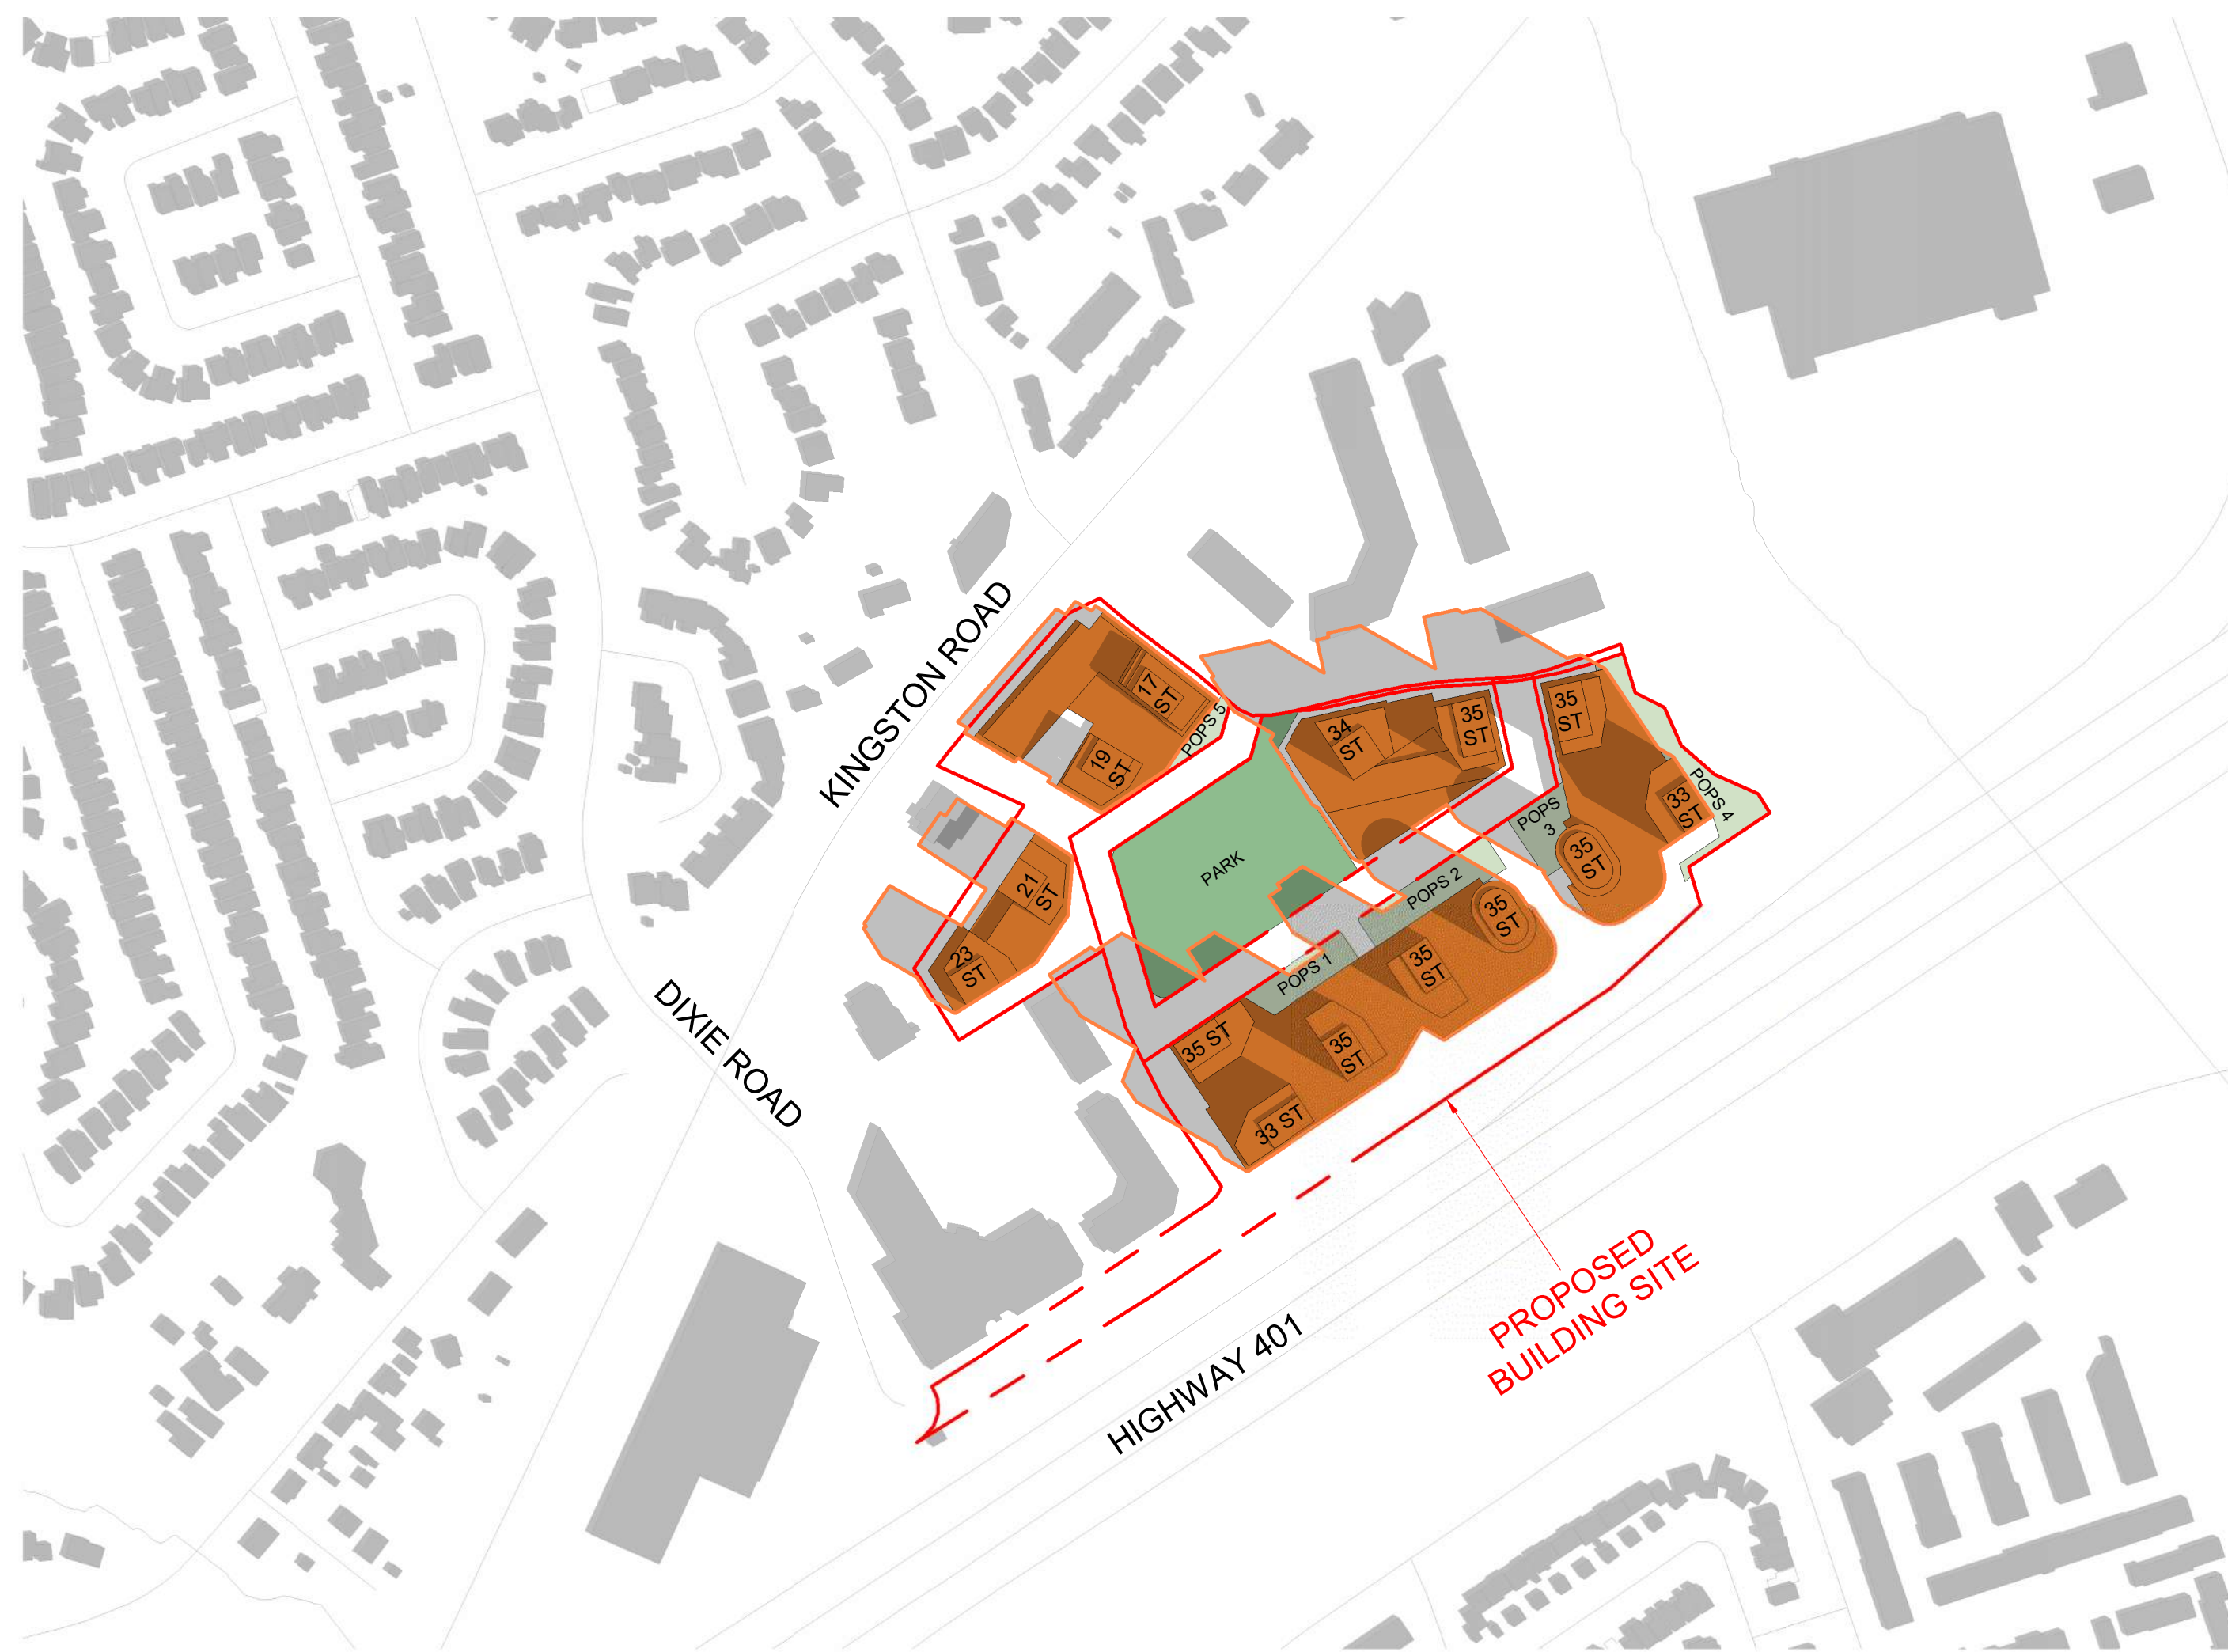 KINGSTON ROAD
17
ST
POPS 5
19
ST
34
ST
35
ST
35
ST
33
ST
POPS 4
POPS
3
35
ST
PARK
21
ST
23
ST
POPS 2
35
ST
POPS 1
35
ST
35 ST
35
ST
33 ST
DIXIE ROAD
HIGHWAY 401
PROPOSED
BUILDING SITE